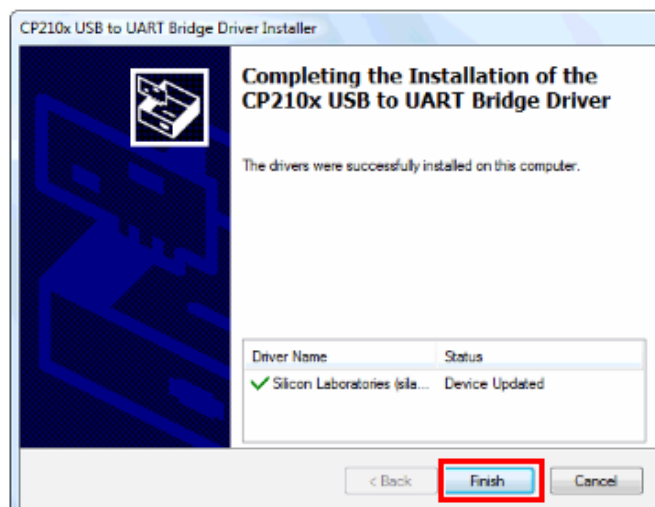 CP210x USB to UART Bridge Driver Installer
Completing the Installation of the
CP210x USB to UART Bridge Driver
The drivers were successfully installed on this computer.
Driver Name Status
Silicon Laboratories (sila... Device Updated
< Back Finish Cancel